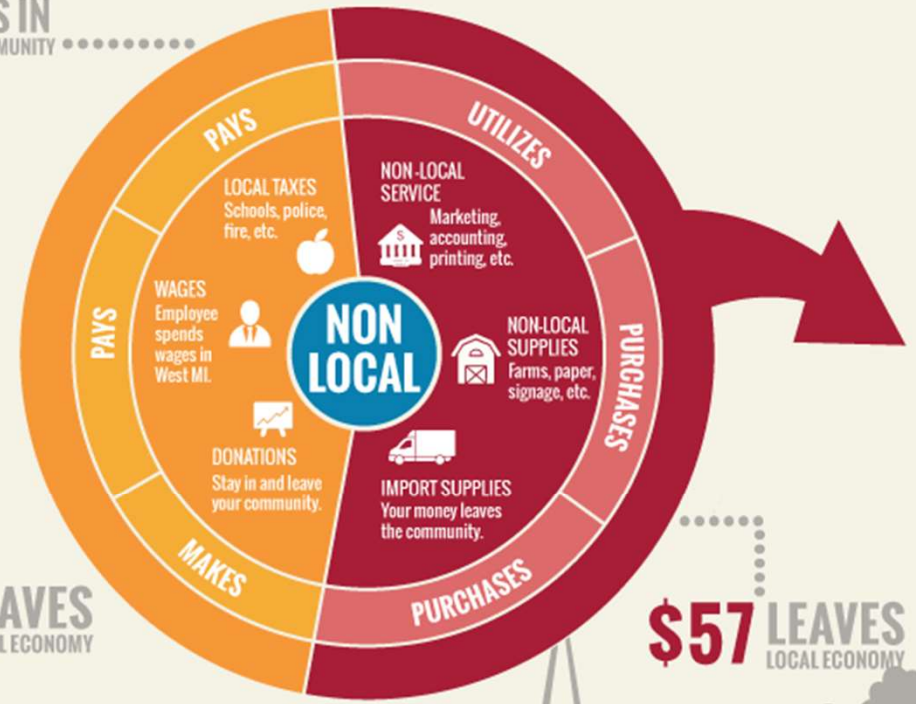 IN
PAYS
UTILIZES
LOCAL TAXES
Schools, police,
fire, etc.
NON-LOCAL
SERVICE
Marketing,
accounting,
printing, etc.
PAYS
WAGES
Employee
spends
wages in
West MI.
NON
LOCAL
NON-LOCAL
SUPPLIES
Farms, paper,
signage, etc.
PURCHASES
DONATIONS
Stay in and leave
your community.
IMPORT SUPPLIES
Your money leaves
the community.
MAKES
PURCHASES
ECONOMY
$57 LEAVES
LOCAL ECONOMY